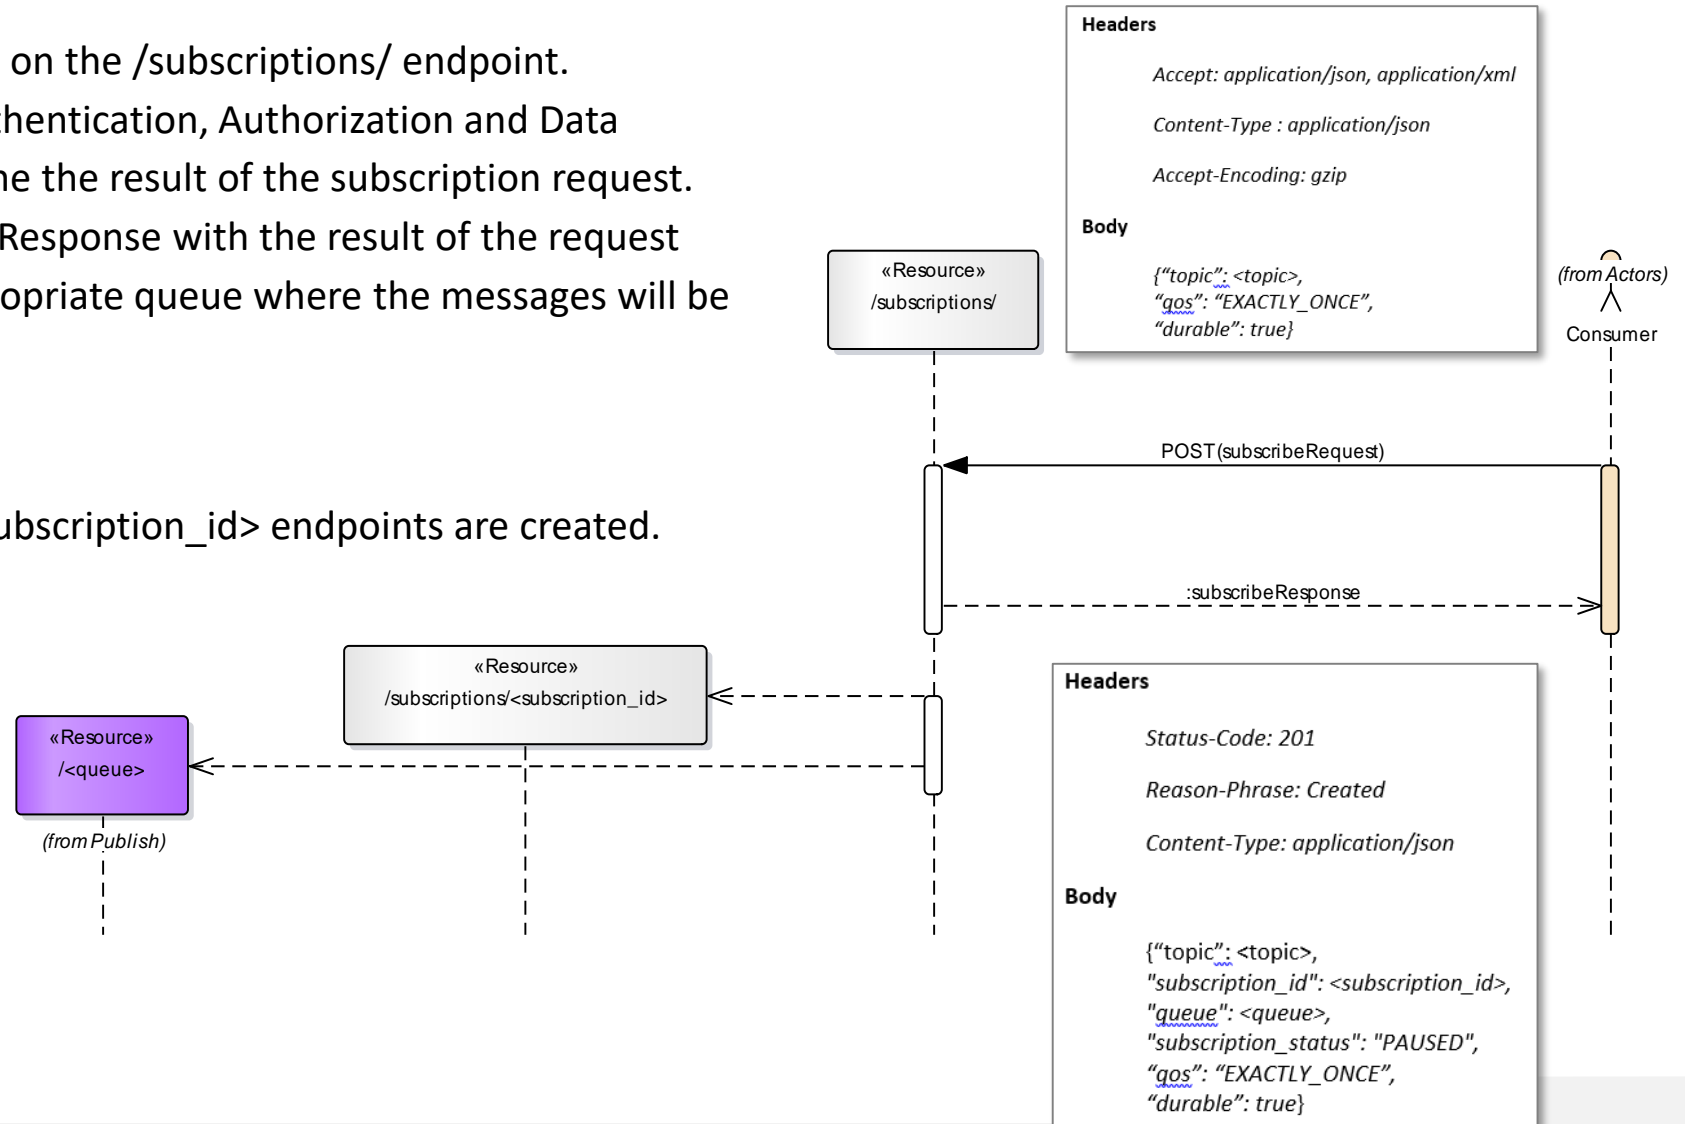 on the /subscriptions/ endpoint.
thentication, Authorization and Data
ne the result of the subscription request.
Response with the result of the request
opriate queue where the messages will be
ubscription_id> endpoints are created.
Headers
Accept: application/json, application/xml
Content-Type : application/json
Accept-Encoding: gzip
Body
{“topic”: <topic>,
“qos”: “EXACTLY_ONCE”,
“durable”: true}
«Resource»
/subscriptions/
(from Actors)
Consumer
POST(subscribeRequest)
:subscribeResponse
«Resource»
/subscriptions/<subscription_id>
«Resource»
/<queue>
(from Publish)
Headers
Status-Code: 201
Reason-Phrase: Created
Content-Type: application/json
Body
{“topic”: <topic>,
"subscription_id": <subscription_id>,
"queue": <queue>,
"subscription_status": "PAUSED",
“qos”: “EXACTLY_ONCE”,
“durable”: true}